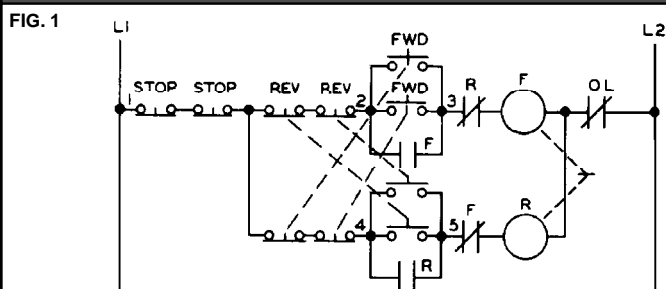 FIG. 1
L1 L2
FWD
1 STOP STOP REV REV 2 FWD 3 R F OL
F
R
4 5 F
R